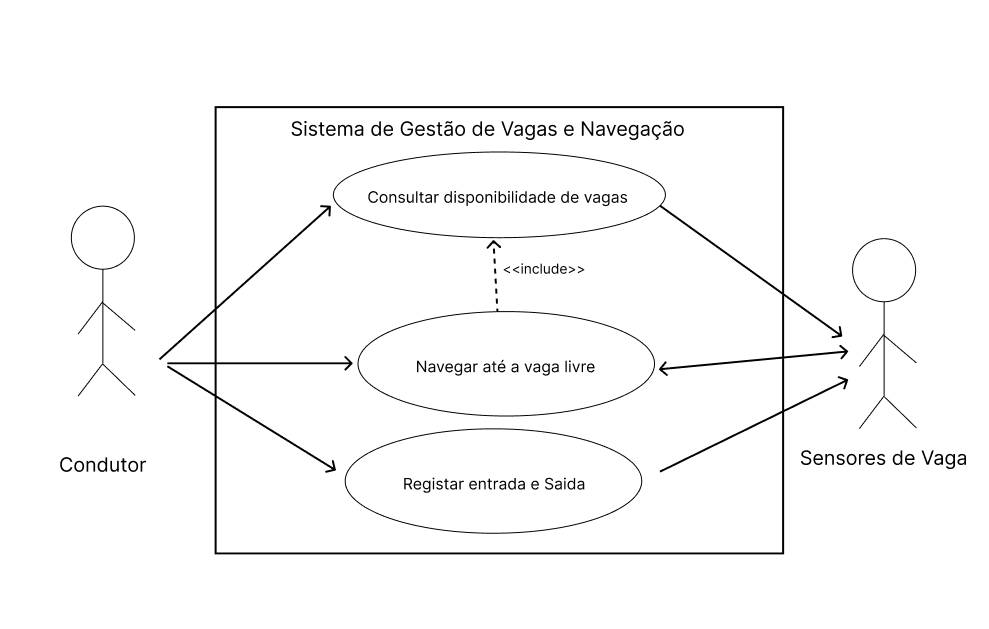 Sistema de Gestão de Vagas e Navegação
Consultar disponibilidade de vagas
<<include>>
Navegar até a vaga livre
Condutor
Sensores de Vaga
Registar entrada e Saida